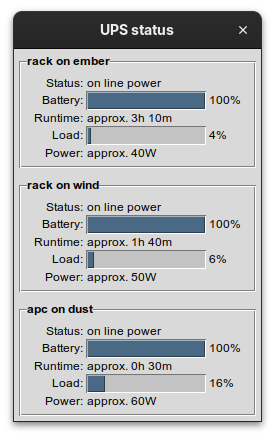 UPS status ×
rack on ember
Status: on line power
Battery: 100%
Runtime: approx. 3h 10m
Load: 4%
Power: approx. 40W
rack on wind
Status: on line power
Battery: 100%
Runtime: approx. 1h 40m
Load: 6%
Power: approx. 50W
apc on dust
Status: on line power
Battery: 100%
Runtime: approx. 0h 30m
Load: 16%
Power: approx. 60W